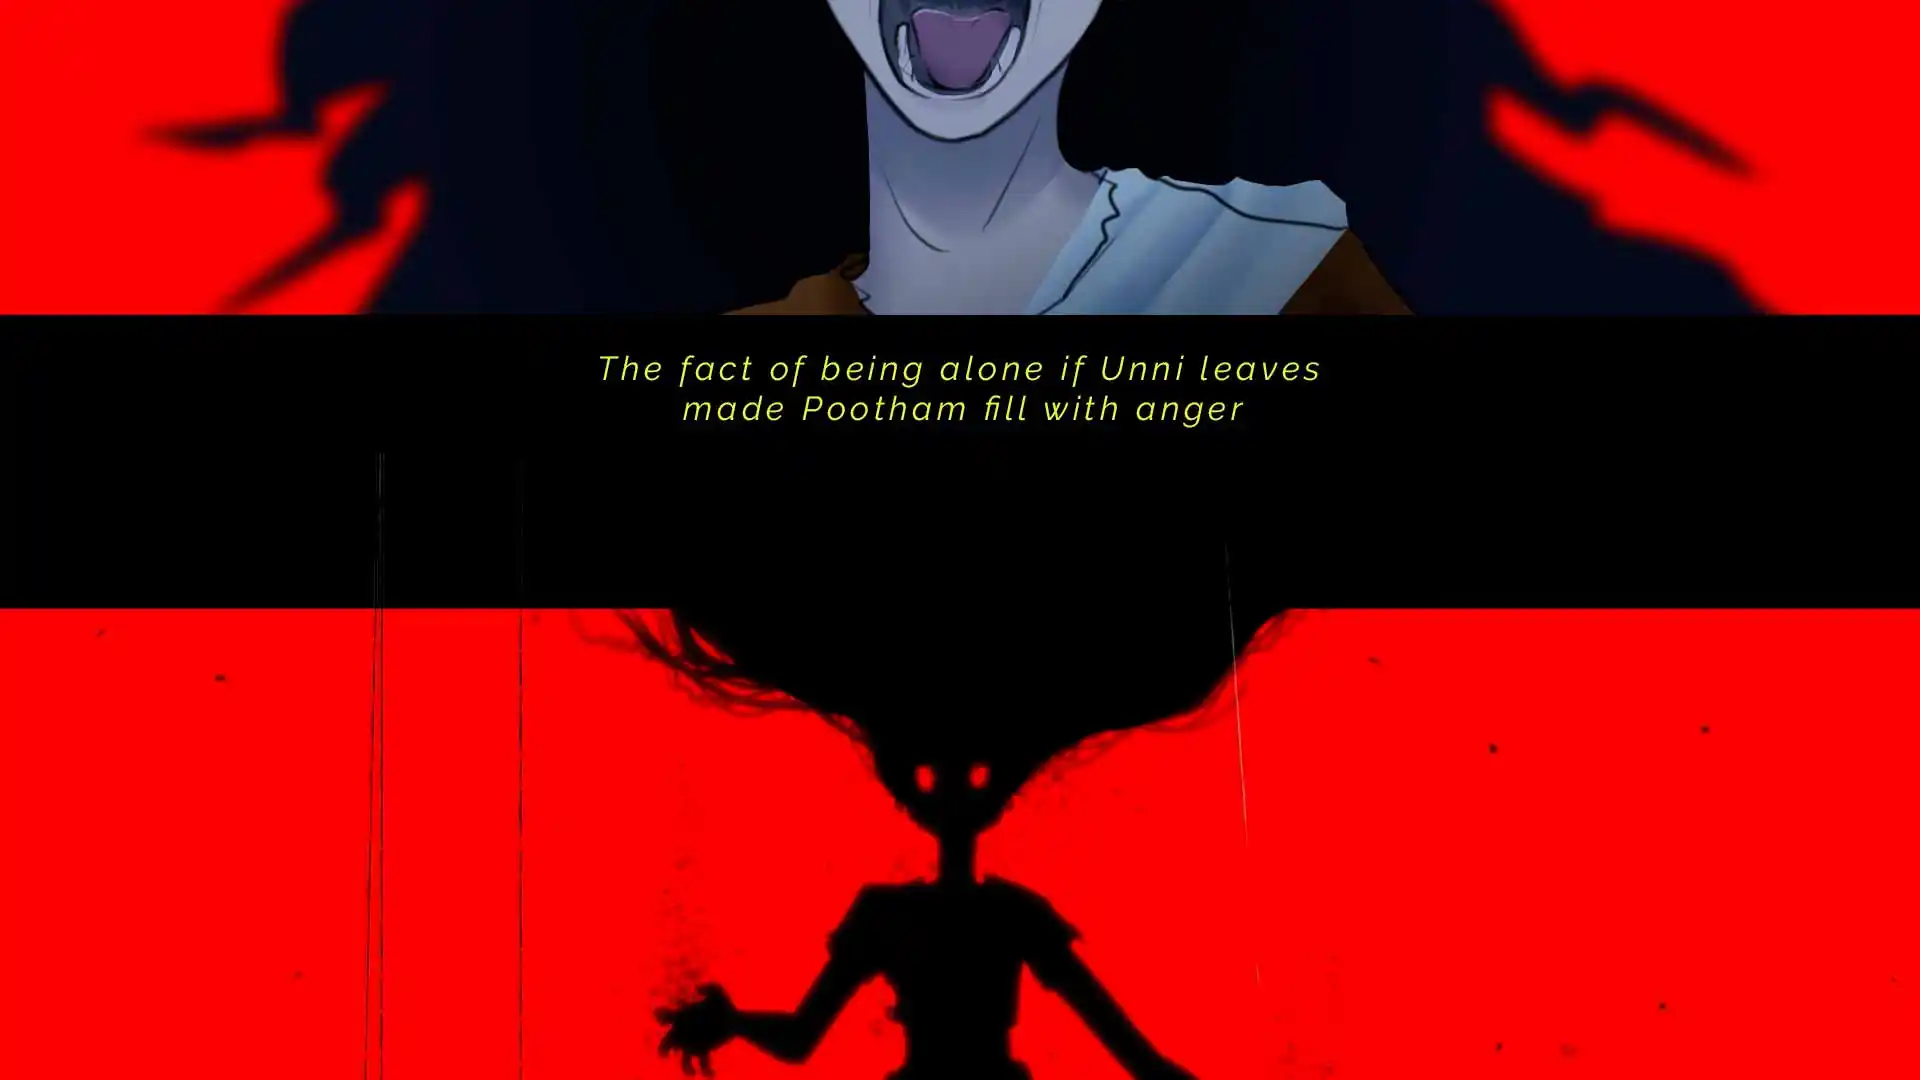 The fact of being alone if Unni leaves
made Pootham fill with anger